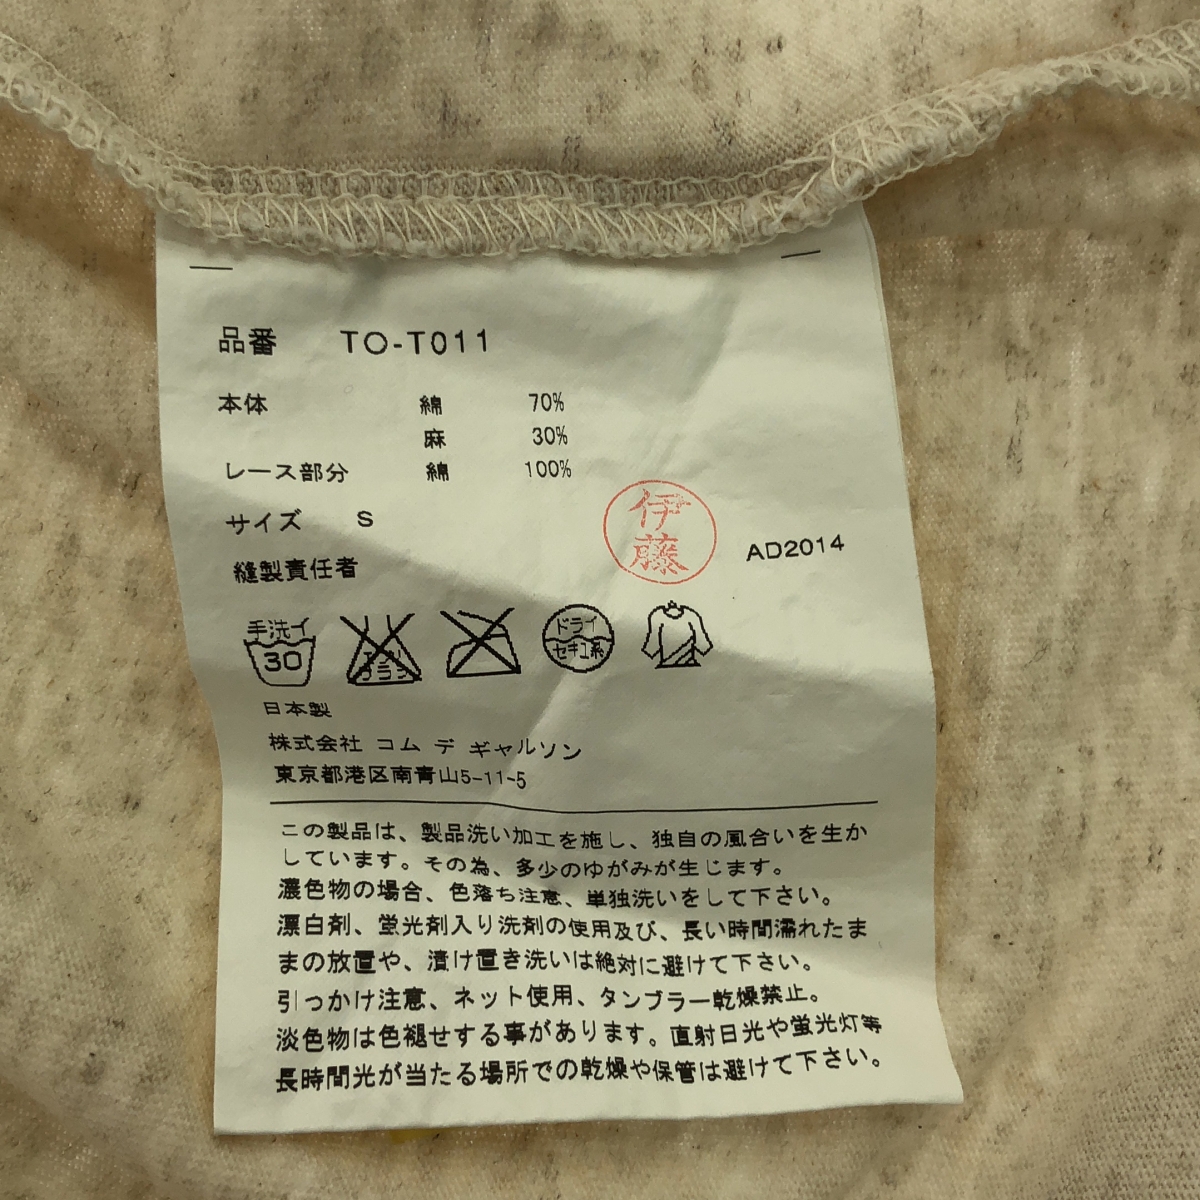 品番 TO-T011
本体 綿 70%
麻 30%
レース部分 綿 100%
サイズ S
縫製責任者 伊藤 AD2014
手洗イ 30 エンソサラシ ドライ セキユ系
日本製
株式会社 コム デ ギャルソン
東京都港区南青山5-11-5
この製品は、製品洗い加工を施し、独自の風合いを生か
しています。その為、多少のゆがみが生じます。
濃色物の場合、色落ち注意、単独洗いをして下さい。
漂白剤、蛍光剤入り洗剤の使用及び、長い時間濡れたま
まの放置や、漬け置き洗いは絶対に避けて下さい。
引っかけ注意、ネット使用、タンブラー乾燥禁止。
淡色物は色褪せする事があります。直射日光や蛍光灯等
長時間光が当たる場所での乾燥や保管は避けて下さい。